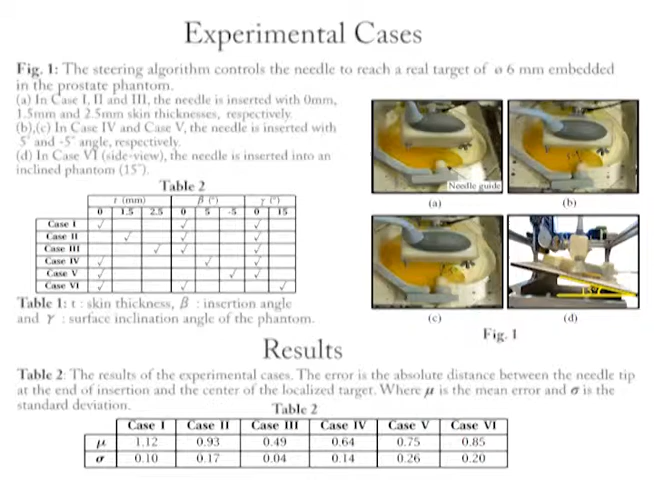 Experimental Cases
Fig. 1: The steering algorithm controls the needle to reach a real target of ø 6 mm embedded
in the prostate phantom.
(a) In Case I, II and III, the needle is inserted with 0mm,
1.5mm and 2.5mm skin thicknesses, respectively.
(b),(c) In Case IV and Case V, the needle is inserted with
5° and -5° angle, respectively.
(d) In Case VI (side-view), the needle is inserted into an
inclined phantom (15°).
Table 2
t (mm) β (°) γ (°)
0 1.5 2.5 0 5 -5 0 15
Case I ✓ ✓ ✓
Case II ✓ ✓ ✓
Case III ✓ ✓ ✓
Case IV ✓ ✓ ✓
Case V ✓ ✓ ✓
Case VI ✓ ✓ ✓
Table 1: t : skin thickness, β : insertion angle
and γ : surface inclination angle of the phantom.
Needle guide
(a) (b)
(c) (d)
Fig. 1
Results
Table 2: The results of the experimental cases. The error is the absolute distance between the needle tip
at the end of insertion and the center of the localized target. Where μ is the mean error and σ is the
standard deviation.
Table 2
Case I Case II Case III Case IV Case V Case VI
μ 1.12 0.93 0.49 0.64 0.75 0.85
σ 0.10 0.17 0.04 0.14 0.26 0.20